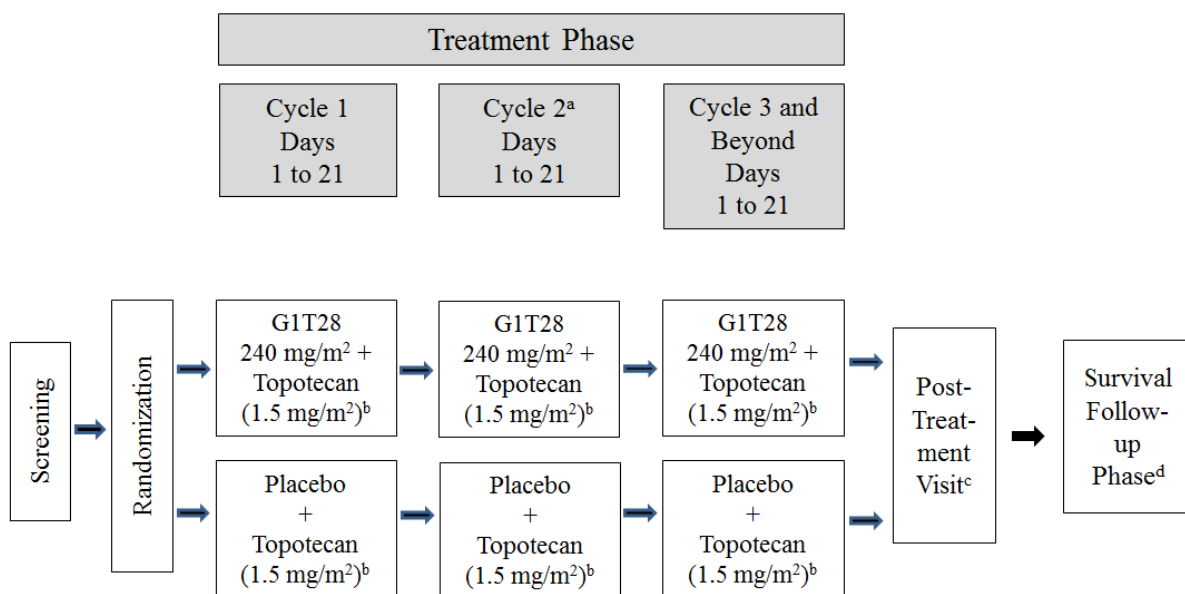 Treatment Phase
Cycle 1
Days
1 to 21
Cycle 2ᵃ
Days
1 to 21
Cycle 3 and
Beyond
Days
1 to 21
Screening
Randomization
G1T28
240 mg/m² +
Topotecan
(1.5 mg/m²)ᵇ
G1T28
240 mg/m² +
Topotecan
(1.5 mg/m²)ᵇ
G1T28
240 mg/m² +
Topotecan
(1.5 mg/m²)ᵇ
Placebo
+
Topotecan
(1.5 mg/m²)ᵇ
Placebo
+
Topotecan
(1.5 mg/m²)ᵇ
Placebo
+
Topotecan
(1.5 mg/m²)ᵇ
Post-
Treat-
ment
Visitᶜ
Survival
Follow-
up
Phaseᵈ